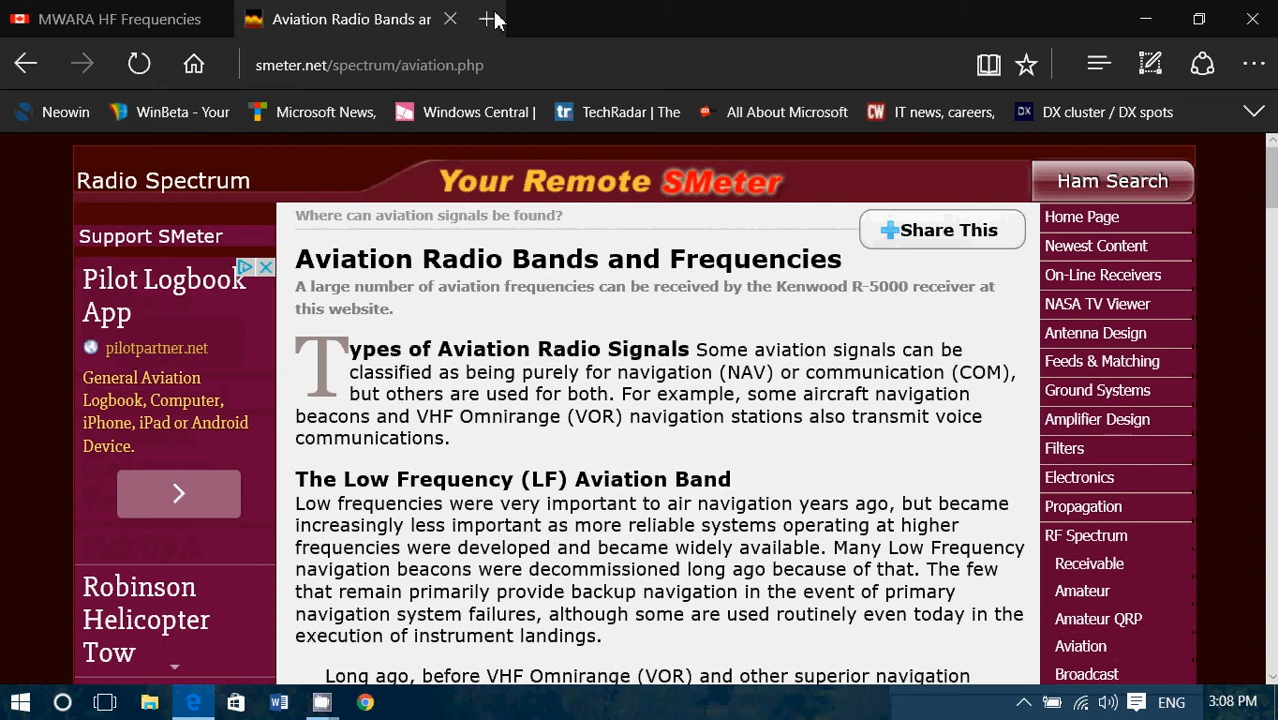 MWARA HF Frequencies
Aviation Radio Bands ar
smeter.net/spectrum/aviation.php
Neowin
WinBeta - Your
Microsoft News,
Windows Central |
TechRadar | The
All About Microsoft
IT news, careers,
DX cluster / DX spots
Radio Spectrum
Your Remote SMeter
Ham Search
Support SMeter
Pilot Logbook
App
pilotpartner.net
General Aviation
Logbook, Computer,
iPhone, iPad or Android
Device.
Robinson
Helicopter
Tow
Where can aviation signals be found?
Share This
Aviation Radio Bands and Frequencies
A large number of aviation frequencies can be received by the Kenwood R-5000 receiver at
this website.
Types of Aviation Radio Signals Some aviation signals can be
classified as being purely for navigation (NAV) or communication (COM),
but others are used for both. For example, some aircraft navigation
beacons and VHF Omnirange (VOR) navigation stations also transmit voice
communications.
The Low Frequency (LF) Aviation Band
Low frequencies were very important to air navigation years ago, but became
increasingly less important as more reliable systems operating at higher
frequencies were developed and became widely available. Many Low Frequency
navigation beacons were decommissioned long ago because of that. The few
that remain primarily provide backup navigation in the event of primary
navigation system failures, although some are used routinely even today in the
execution of instrument landings.
Long ago, before VHF Omnirange (VOR) and other superior navigation
Home Page
Newest Content
On-Line Receivers
NASA TV Viewer
Antenna Design
Feeds & Matching
Ground Systems
Amplifier Design
Filters
Electronics
Propagation
RF Spectrum
Receivable
Amateur
Amateur QRP
Aviation
Broadcast
ENG
3:08 PM